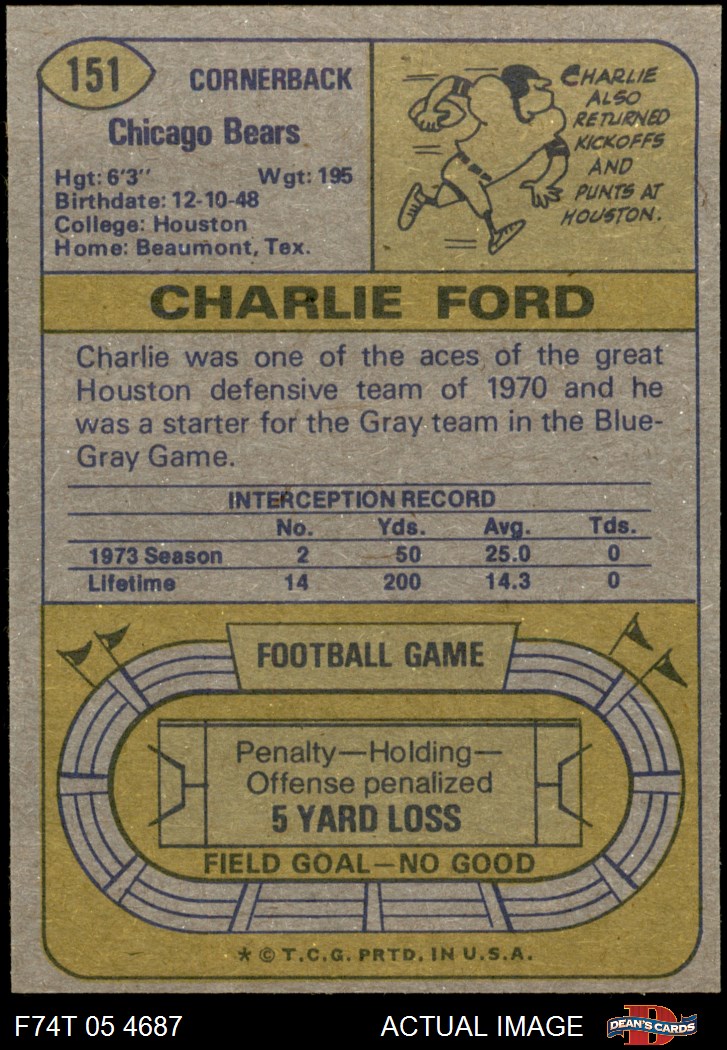 151
CORNERBACK
Chicago Bears
Hgt: 6'3'' Wgt: 195
Birthdate: 12-10-48
College: Houston
Home: Beaumont, Tex.
CHARLIE
ALSO
RETURNED
KICKOFFS
AND
PUNTS AT
HOUSTON.
CHARLIE FORD
Charlie was one of the aces of the great
Houston defensive team of 1970 and he
was a starter for the Gray team in the Blue-
Gray Game.
INTERCEPTION RECORD
No. Yds. Avg. Tds.
1973 Season 2 50 25.0 0
Lifetime 14 200 14.3 0
FOOTBALL GAME
Penalty—Holding—
Offense penalized
5 YARD LOSS
FIELD GOAL—NO GOOD
* © T.C.G. PRTD. IN U.S.A.
F74T 05 4687 ACTUAL IMAGE D DEAN'S CARDS